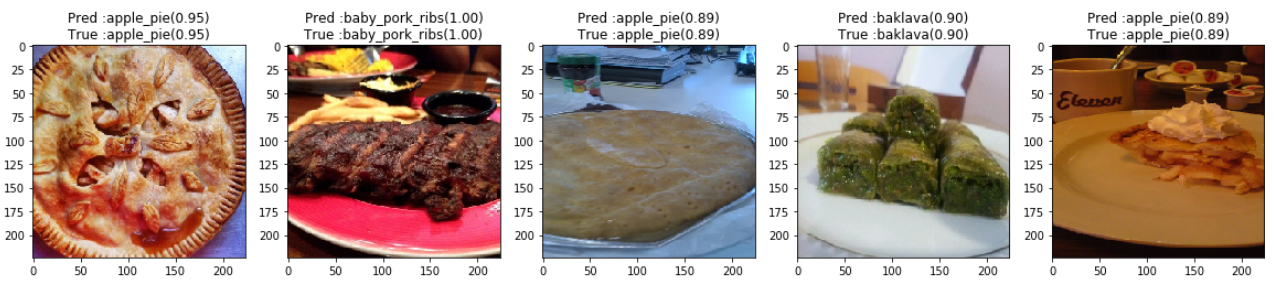 Pred :apple_pie(0.95)
True :apple_pie(0.95)
Pred :baby_pork_ribs(1.00)
True :baby_pork_ribs(1.00)
Pred :apple_pie(0.89)
True :apple_pie(0.89)
Pred :baklava(0.90)
True :baklava(0.90)
Pred :apple_pie(0.89)
True :apple_pie(0.89)
0
25
50
75
100
125
150
175
200
0 50 100 150 200
0
25
50
75
100
125
150
175
200
0 50 100 150 200
0
25
50
75
100
125
150
175
200
0 50 100 150 200
0
25
50
75
100
125
150
175
200
0 50 100 150 200
0
25
50
75
100
125
150
175
200
0 50 100 150 200
Eleven